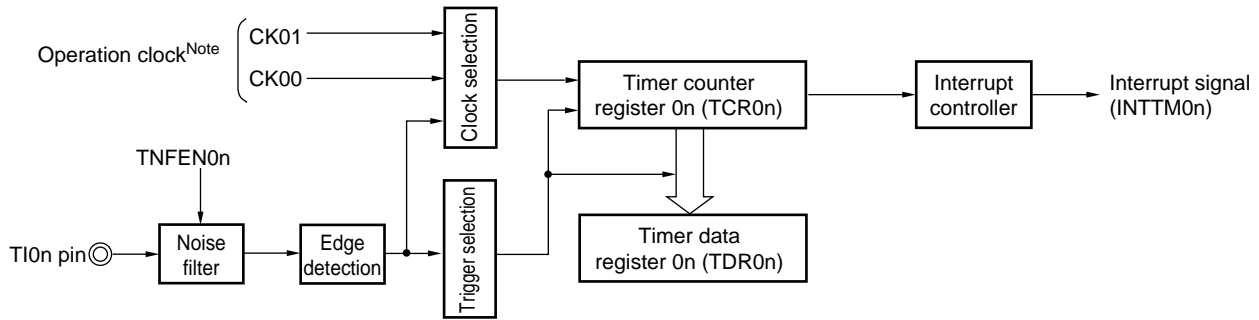 Operation clockNote
CK01
CK00
Clock selection
Timer counter
register 0n (TCR0n)
Interrupt
controller
Interrupt signal
(INTTM0n)
TNFEN0n
TI0n pin
Noise
filter
Edge
detection
Trigger selection
Timer data
register 0n (TDR0n)